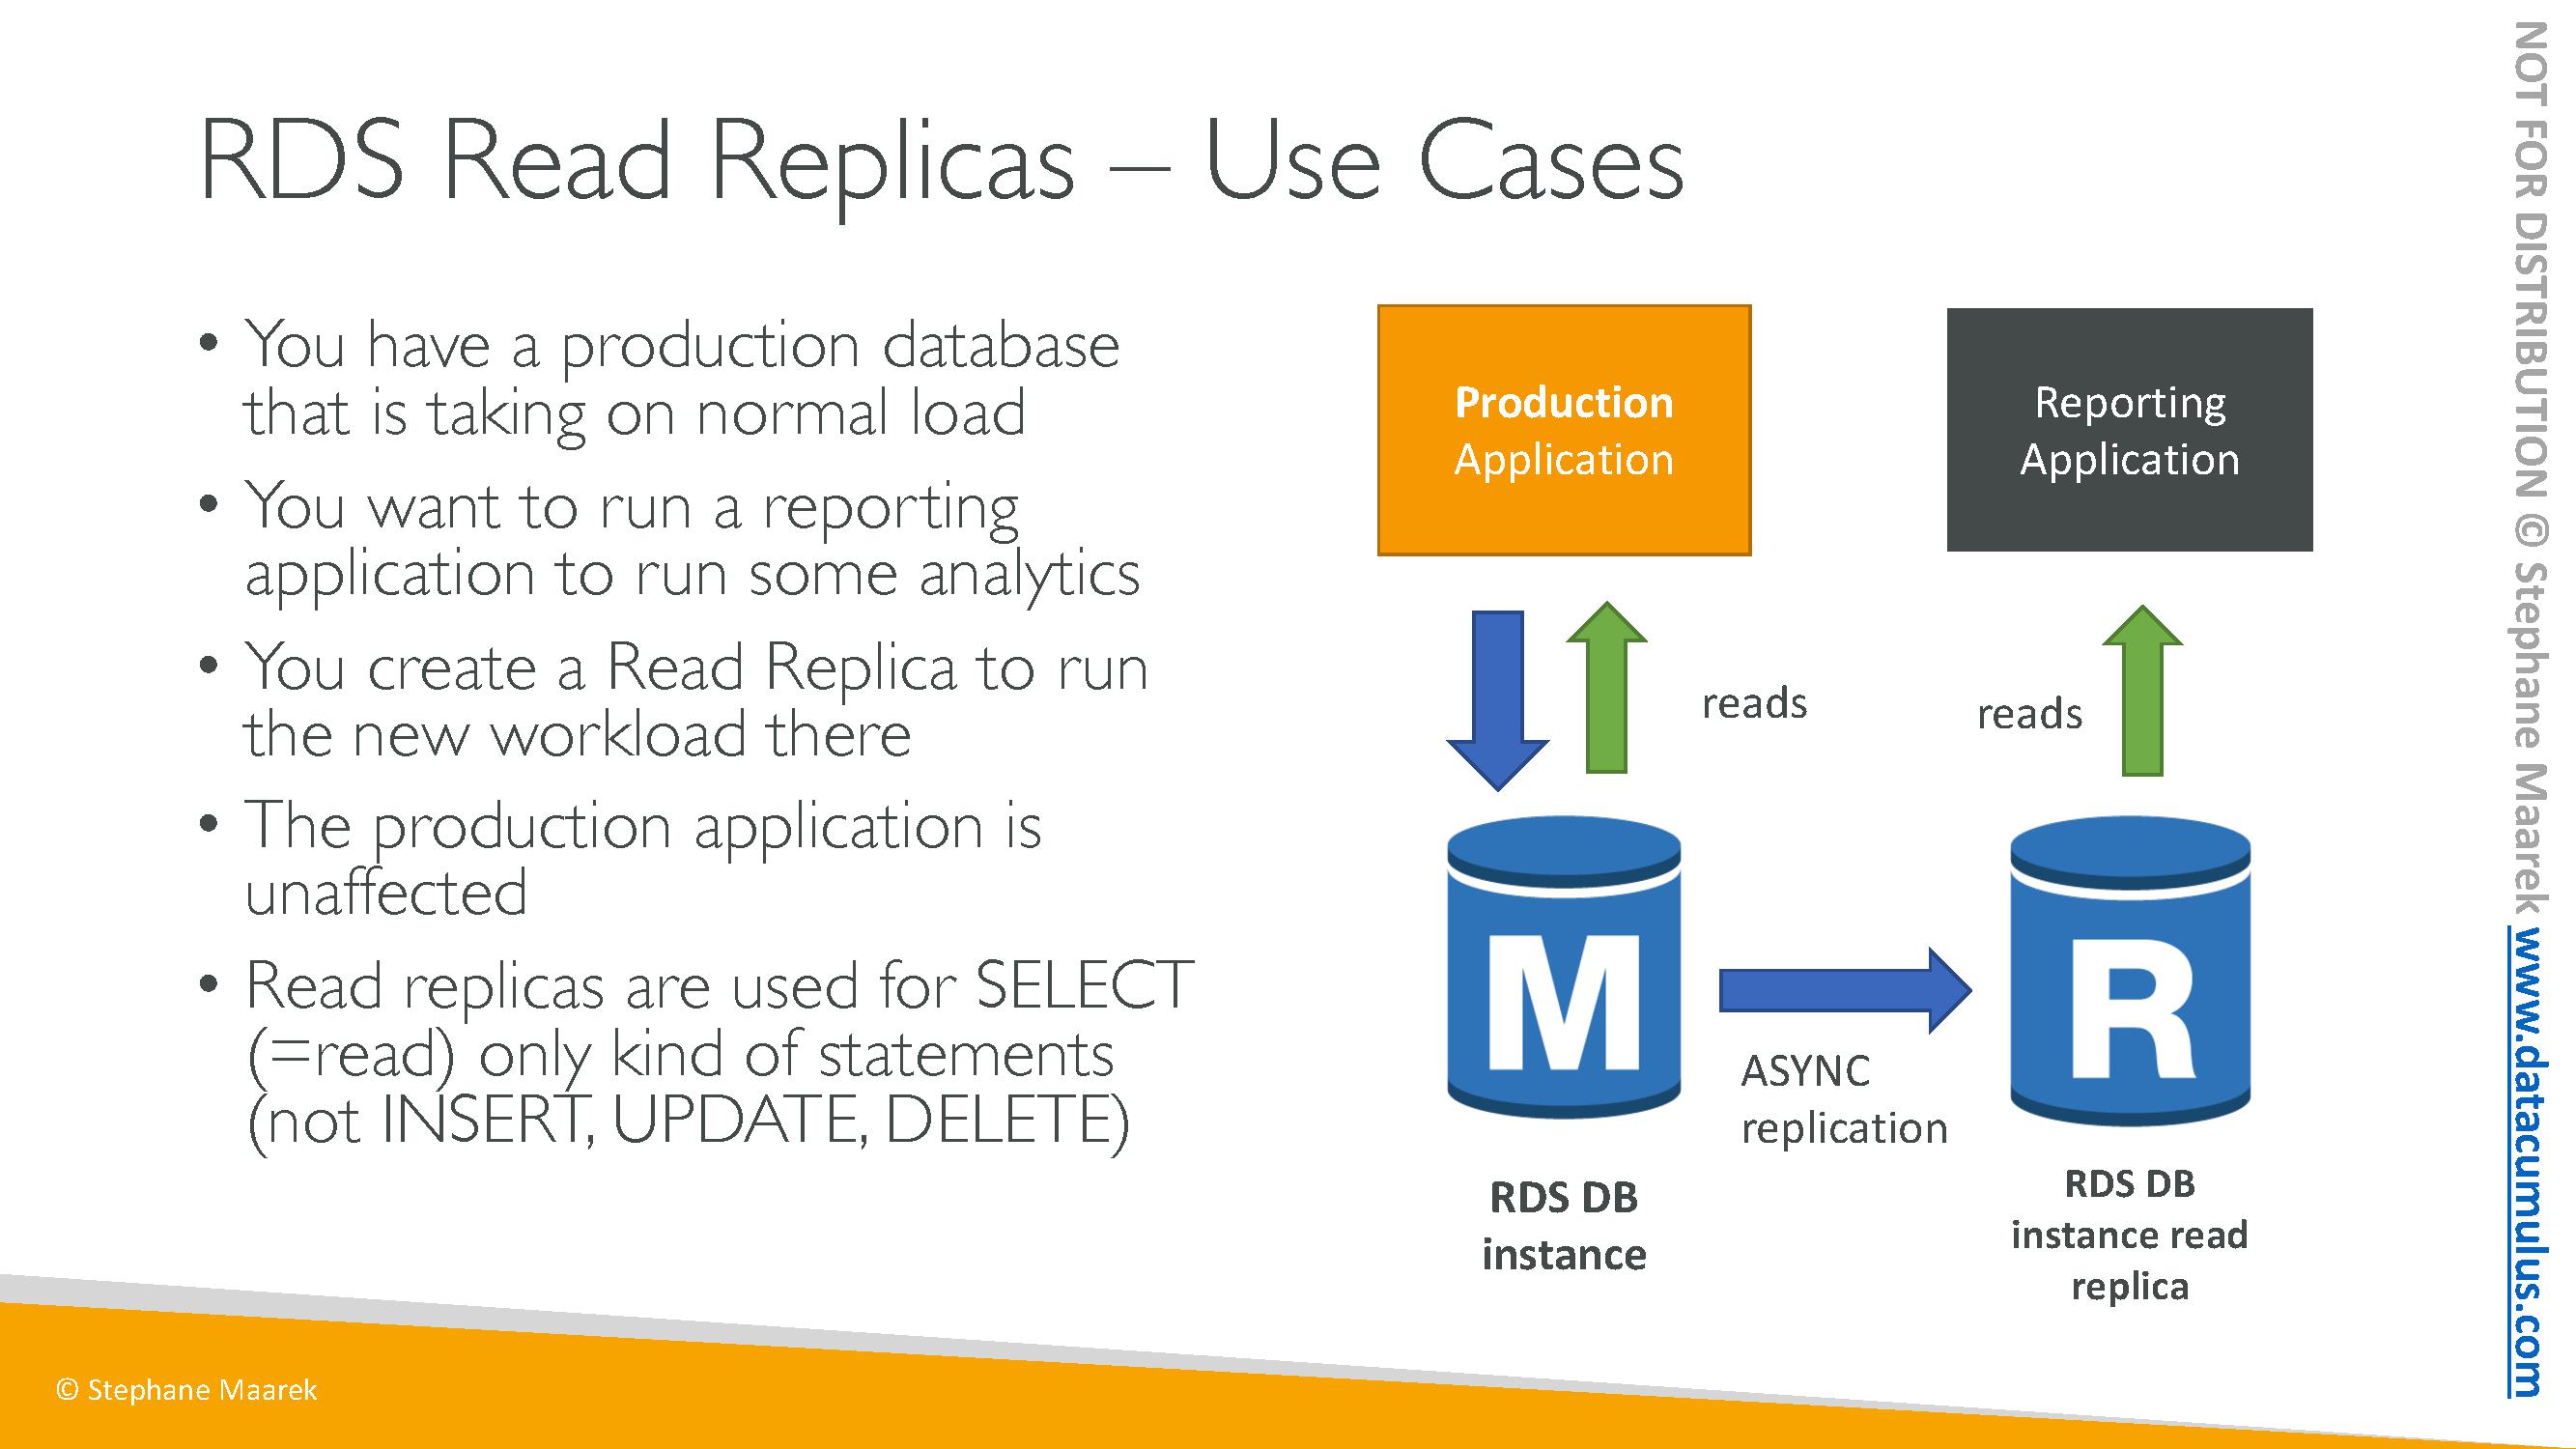 RDS Read Replicas – Use Cases
• You have a production database
that is taking on normal load
• You want to run a reporting
application to run some analytics
• You create a Read Replica to run
the new workload there
• The production application is
unaffected
• Read replicas are used for SELECT
(=read) only kind of statements
(not INSERT, UPDATE, DELETE)
Production
Application
Reporting
Application
reads
reads
M
R
ASYNC
replication
RDS DB
instance
RDS DB
instance read
replica
© Stephane Maarek
NOT FOR DISTRIBUTION © Stephane Maarek www.datacumulus.com